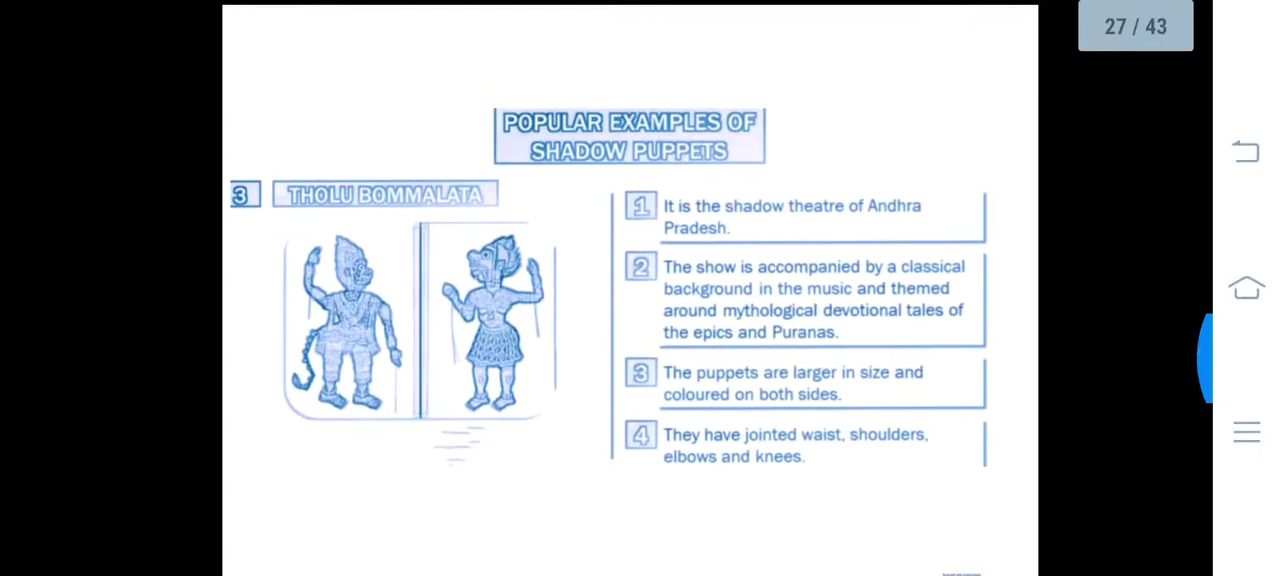 27 / 43
POPULAR EXAMPLES OF
SHADOW PUPPETS
3 THOLU BOMMALATA
1 It is the shadow theatre of Andhra
Pradesh.
2 The show is accompanied by a classical
background in the music and themed
around mythological devotional tales of
the epics and Puranas.
3 The puppets are larger in size and
coloured on both sides.
4 They have jointed waist, shoulders,
elbows and knees.